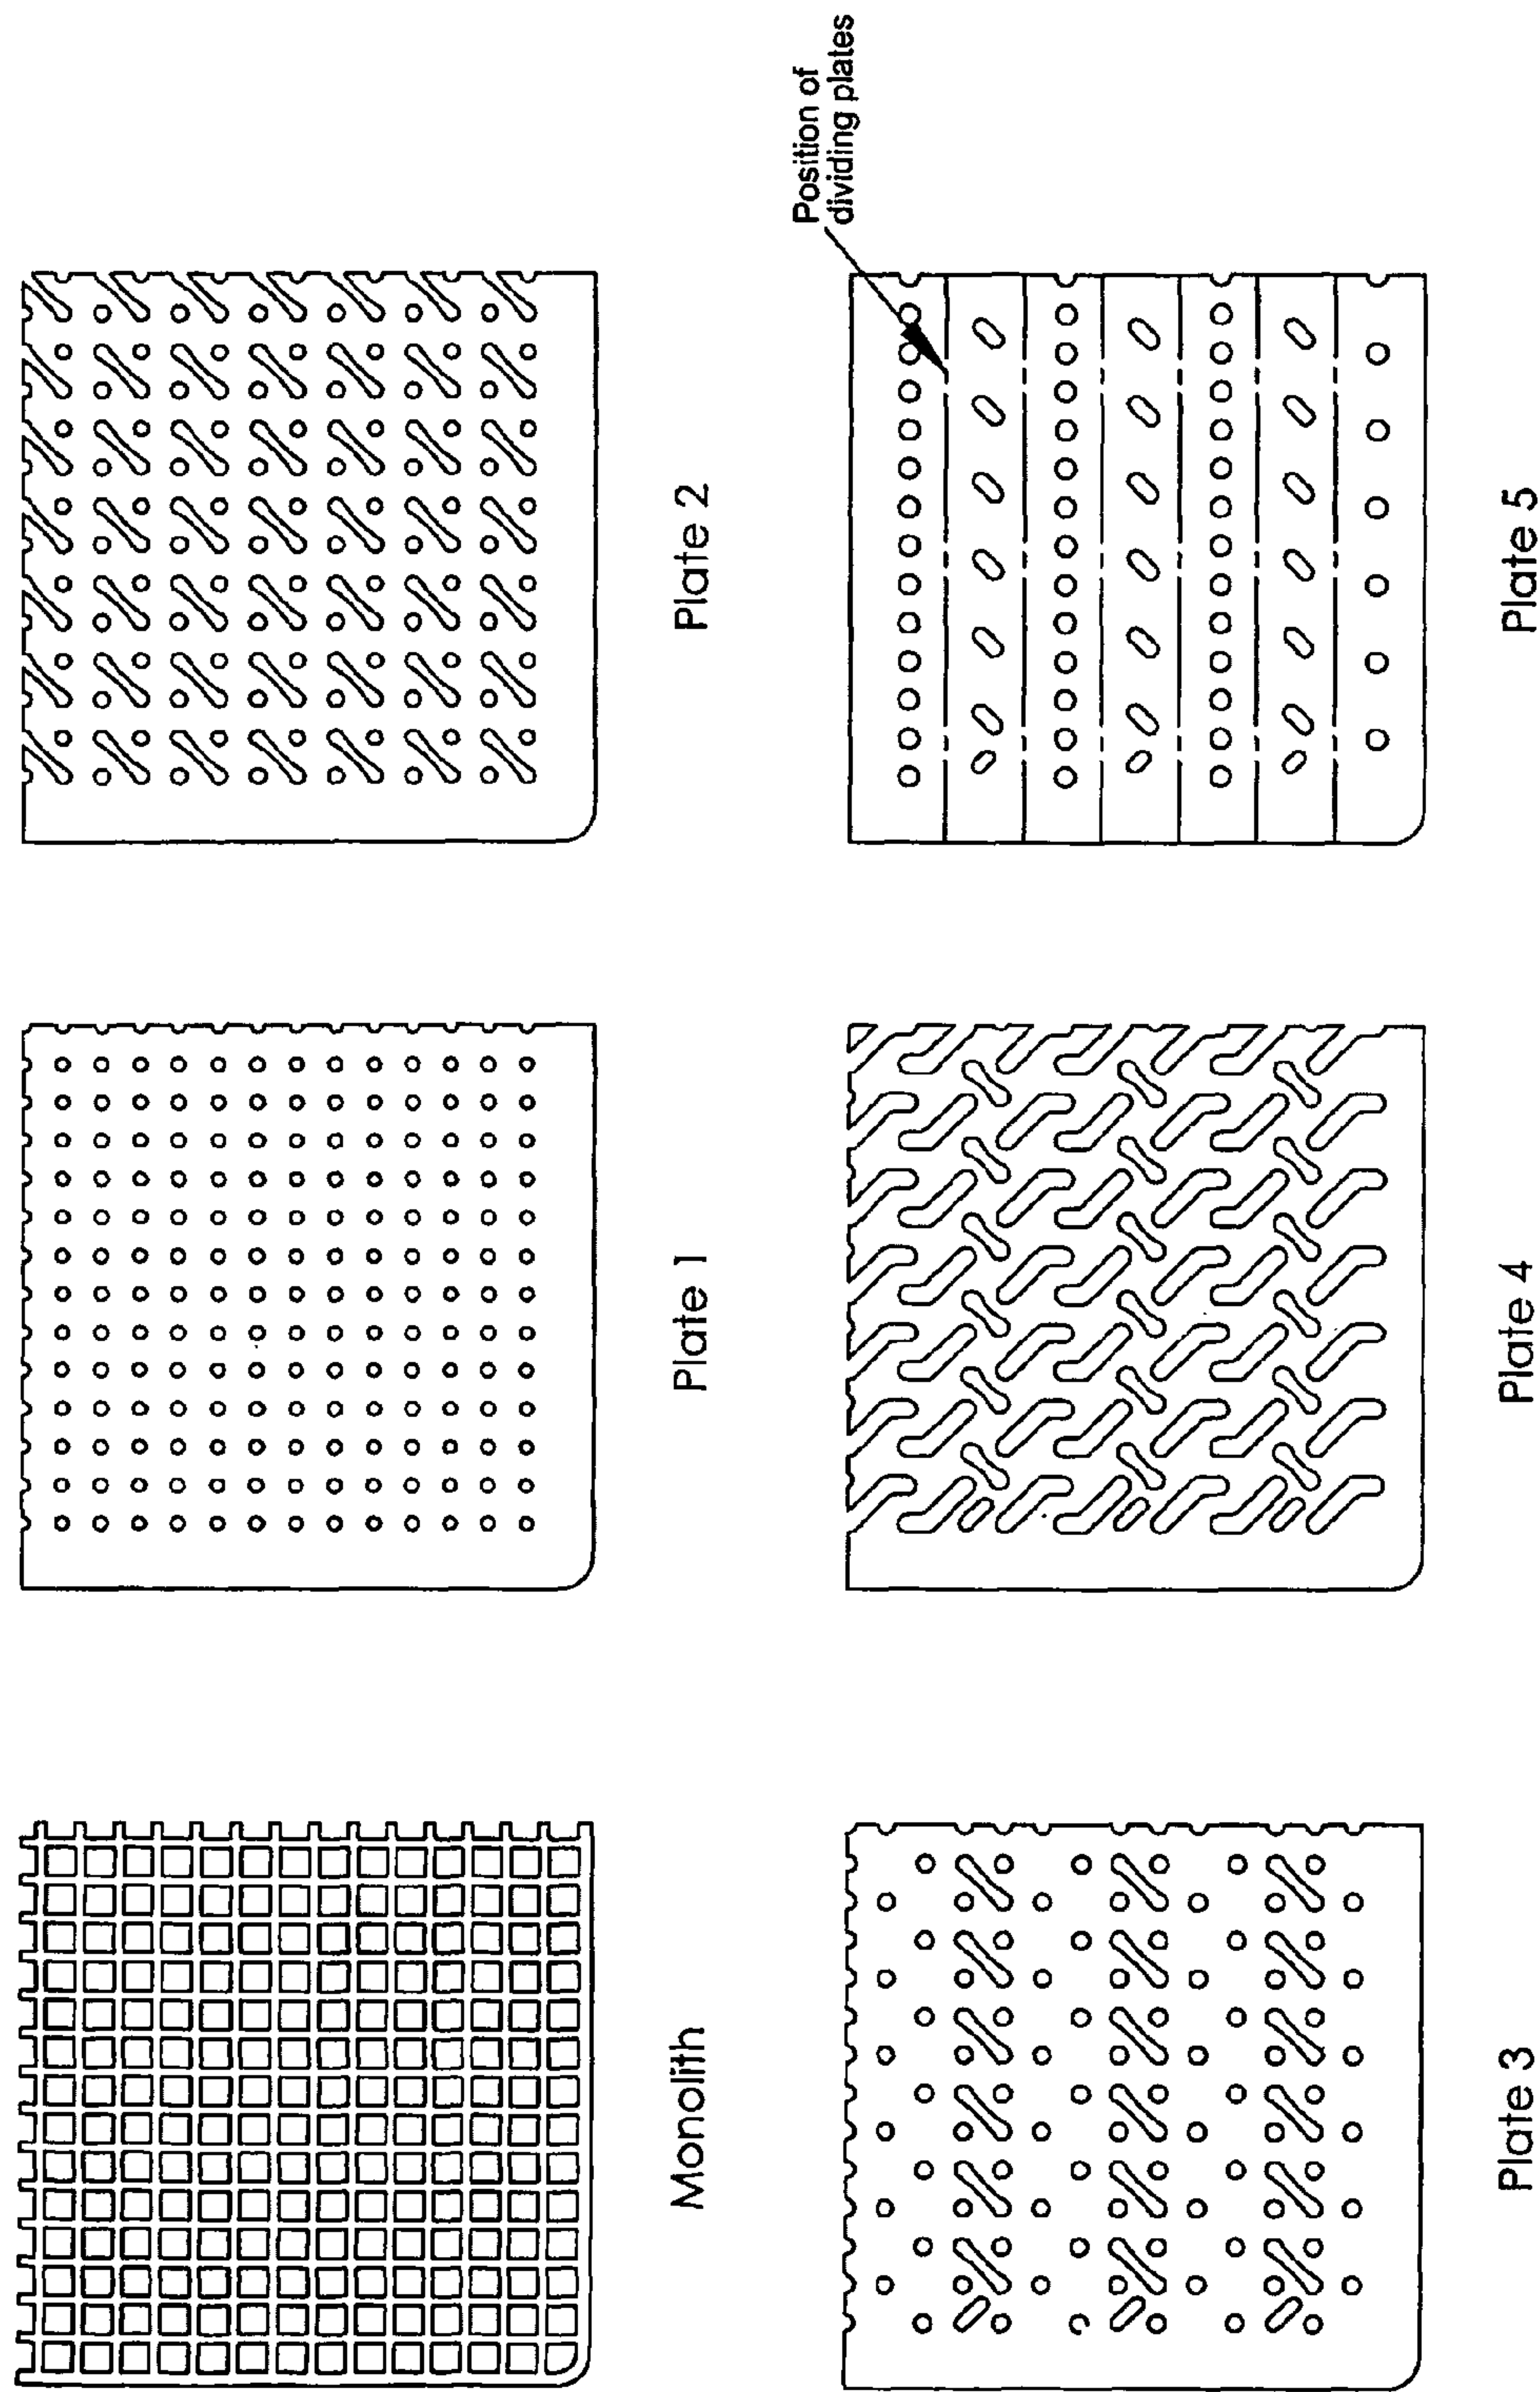 Monolith
Plate 1
Plate 2
Plate 3
Plate 4
Plate 5
Position of
dividing plates